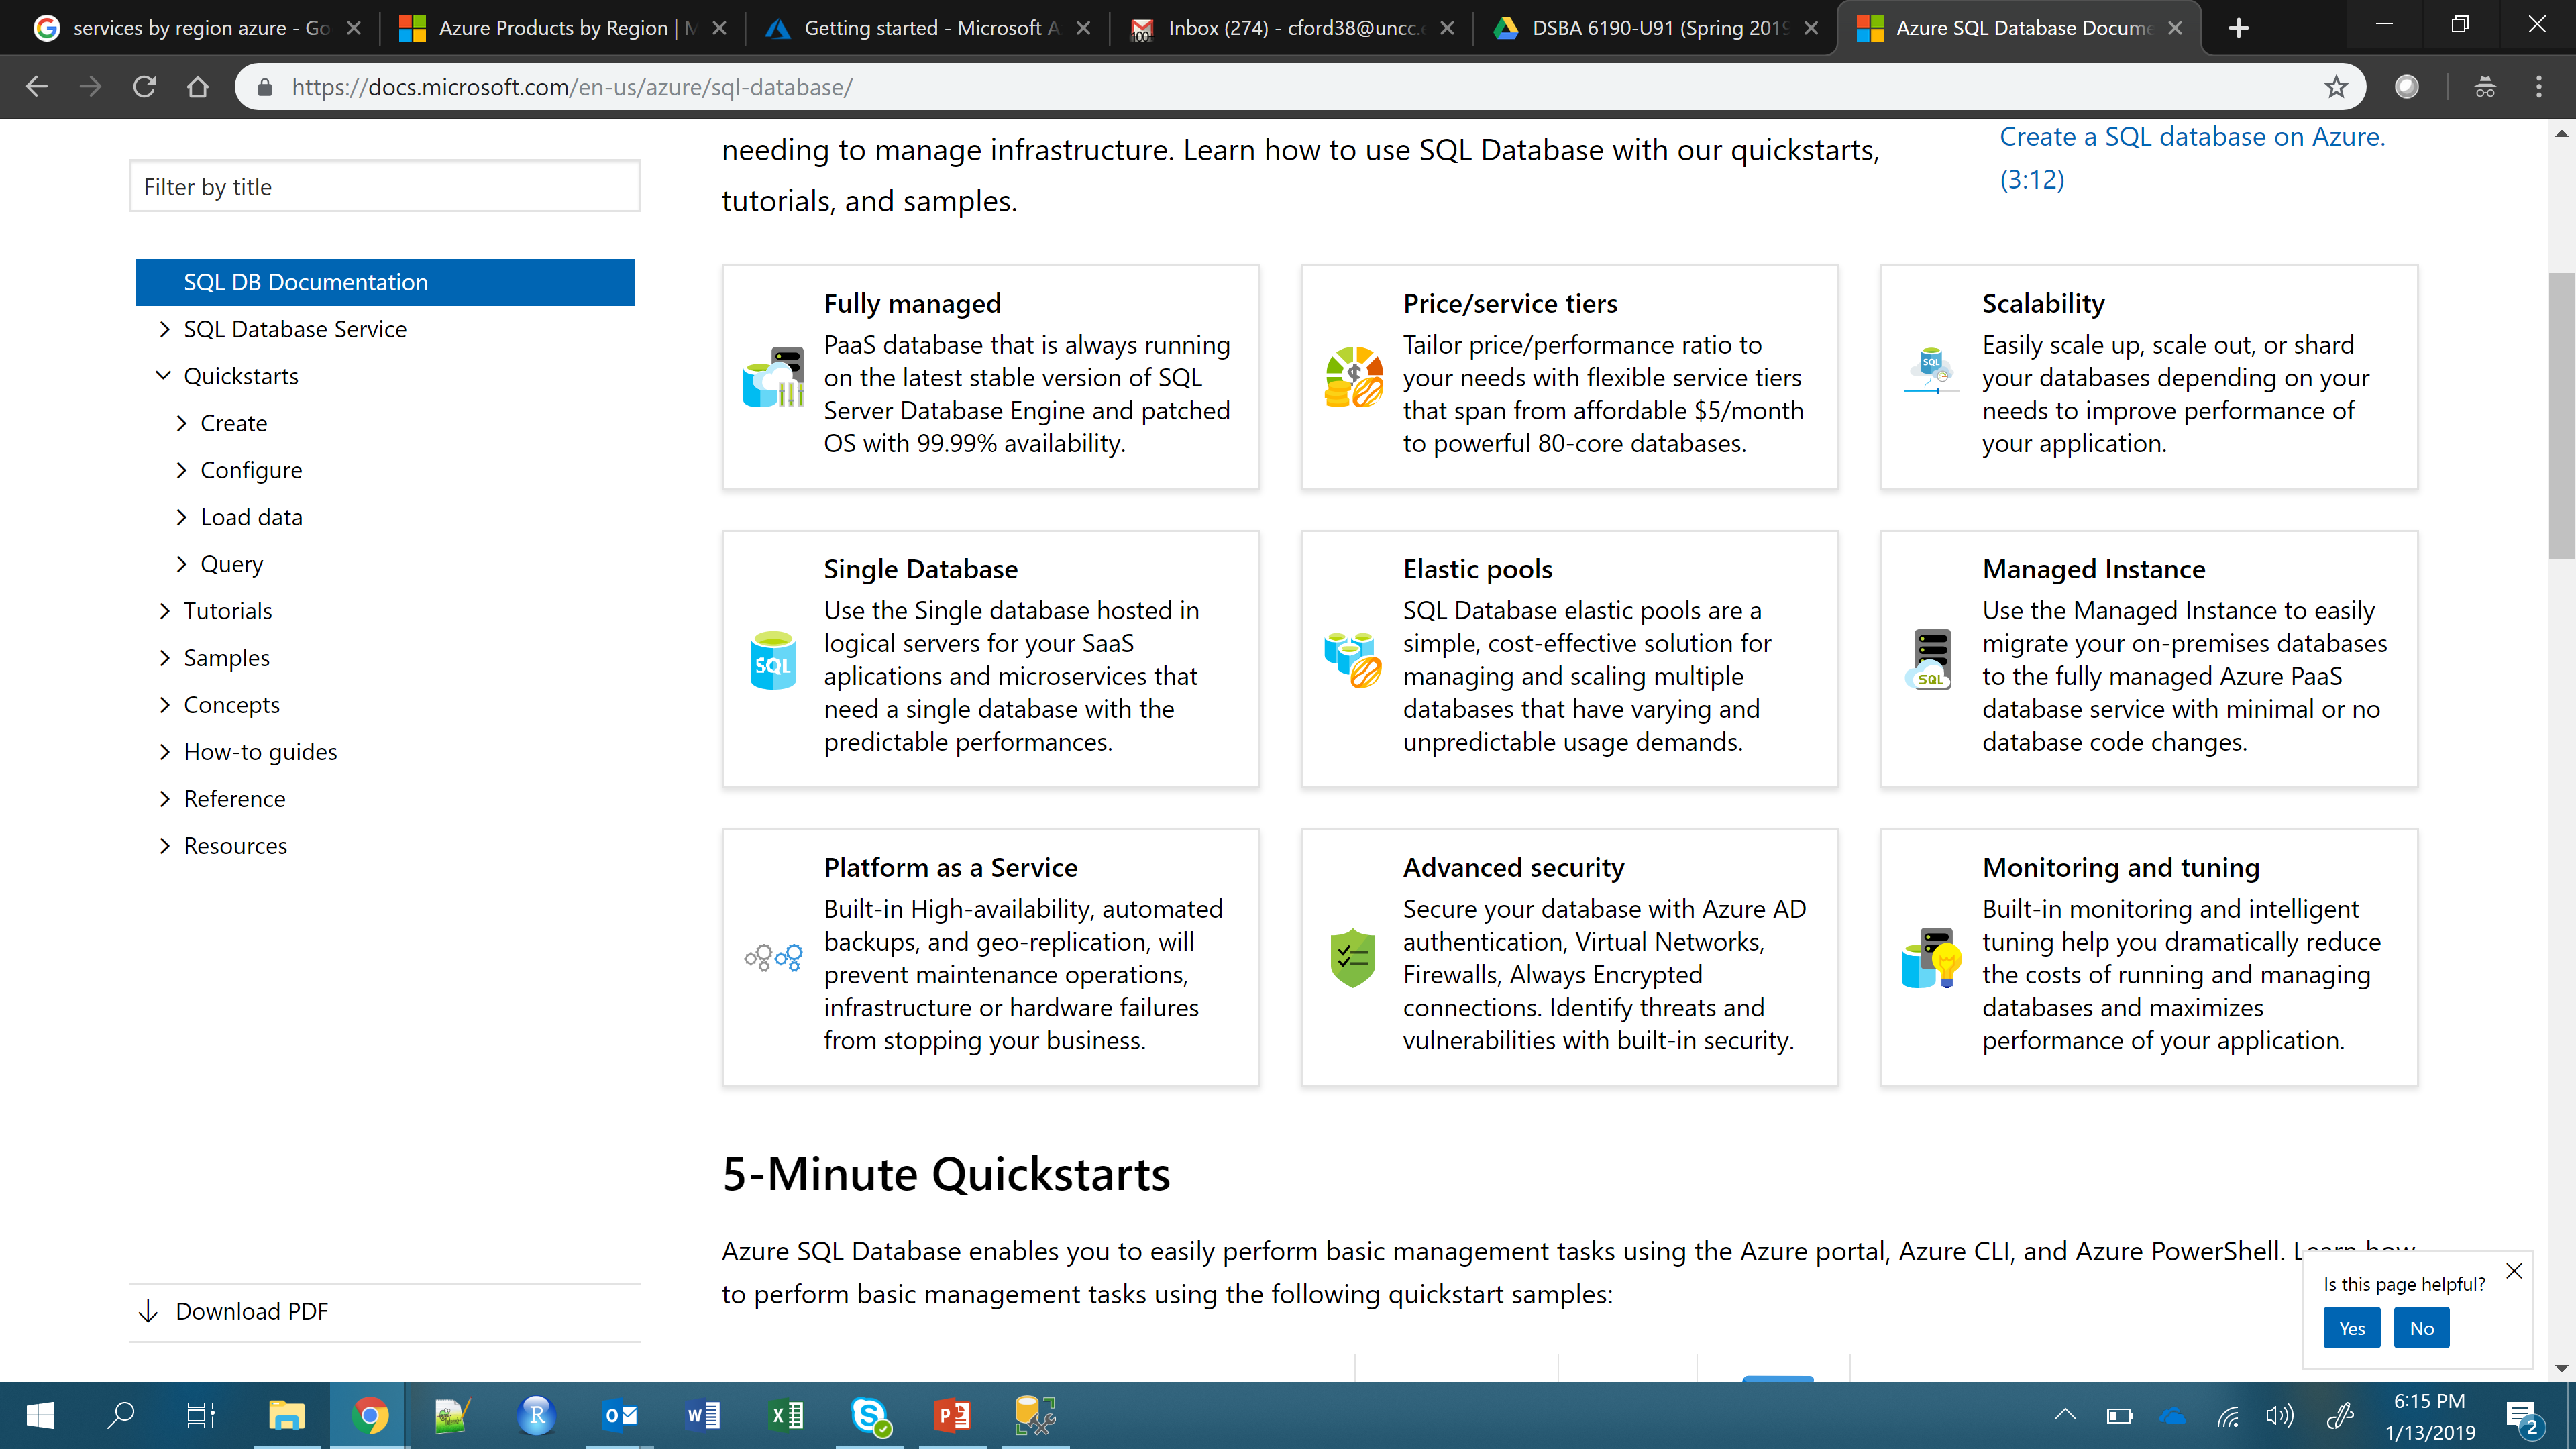 services by region azure - Go
Azure Products by Region | M
Getting started - Microsoft A
Inbox (274) - cford38@uncc.e
DSBA 6190-U91 (Spring 2019
Azure SQL Database Docume
https://docs.microsoft.com/en-us/azure/sql-database/
Filter by title
SQL DB Documentation
SQL Database Service
Quickstarts
Create
Configure
Load data
Query
Tutorials
Samples
Concepts
How-to guides
Reference
Resources
Download PDF
needing to manage infrastructure. Learn how to use SQL Database with our quickstarts,
tutorials, and samples.
Create a SQL database on Azure.
(3:12)
Fully managed
PaaS database that is always running
on the latest stable version of SQL
Server Database Engine and patched
OS with 99.99% availability.
Price/service tiers
Tailor price/performance ratio to
your needs with flexible service tiers
that span from affordable $5/month
to powerful 80-core databases.
Scalability
SQL
Easily scale up, scale out, or shard
your databases depending on your
needs to improve performance of
your application.
Single Database
SQL
Use the Single database hosted in
logical servers for your SaaS
aplications and microservices that
need a single database with the
predictable performances.
Elastic pools
SQL Database elastic pools are a
simple, cost-effective solution for
managing and scaling multiple
databases that have varying and
unpredictable usage demands.
Managed Instance
SQL
Use the Managed Instance to easily
migrate your on-premises databases
to the fully managed Azure PaaS
database service with minimal or no
database code changes.
Platform as a Service
Built-in High-availability, automated
backups, and geo-replication, will
prevent maintenance operations,
infrastructure or hardware failures
from stopping your business.
Advanced security
Secure your database with Azure AD
authentication, Virtual Networks,
Firewalls, Always Encrypted
connections. Identify threats and
vulnerabilities with built-in security.
Monitoring and tuning
Built-in monitoring and intelligent
tuning help you dramatically reduce
the costs of running and managing
databases and maximizes
performance of your application.
5-Minute Quickstarts
Azure SQL Database enables you to easily perform basic management tasks using the Azure portal, Azure CLI, and Azure PowerShell. Learn how
to perform basic management tasks using the following quickstart samples:
Is this page helpful?
Yes
No
6:15 PM
1/13/2019
2